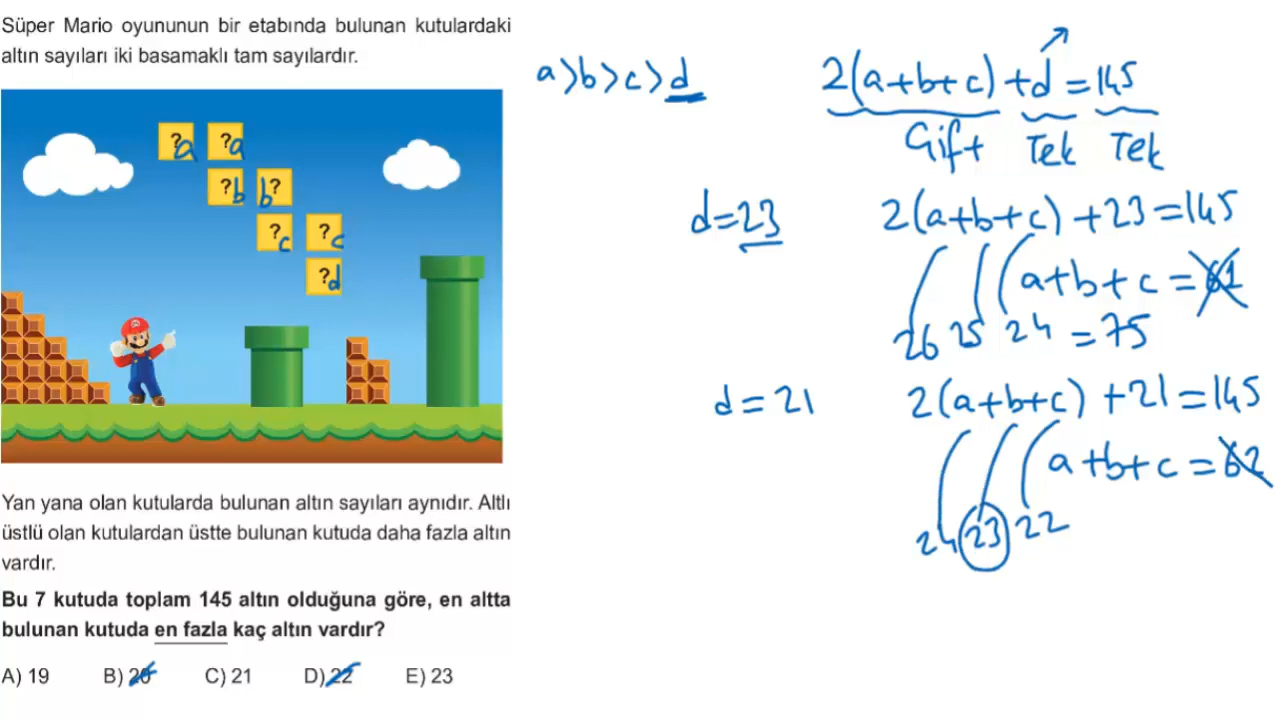 Süper Mario oyununun bir etabında bulunan kutulardaki
altın sayıları iki basamaklı tam sayılardır.
?a ?a
?b b?
?c ?c
?d
M
Yan yana olan kutularda bulunan altın sayıları aynıdır. Altlı
üstlü olan kutulardan üstte bulunan kutuda daha fazla altın
vardır.
Bu 7 kutuda toplam 145 altın olduğuna göre, en altta
bulunan kutuda en fazla kaç altın vardır?
A) 19 B) 20 C) 21 D) 22 E) 23
a>b>c>d
2(a+b+c)+d=145
Çift Tek Tek
d=23 2(a+b+c)+23=145
a+b+c=61
26 25 24 =75
d=21 2(a+b+c)+21=145
a+b+c=62
24 23 22